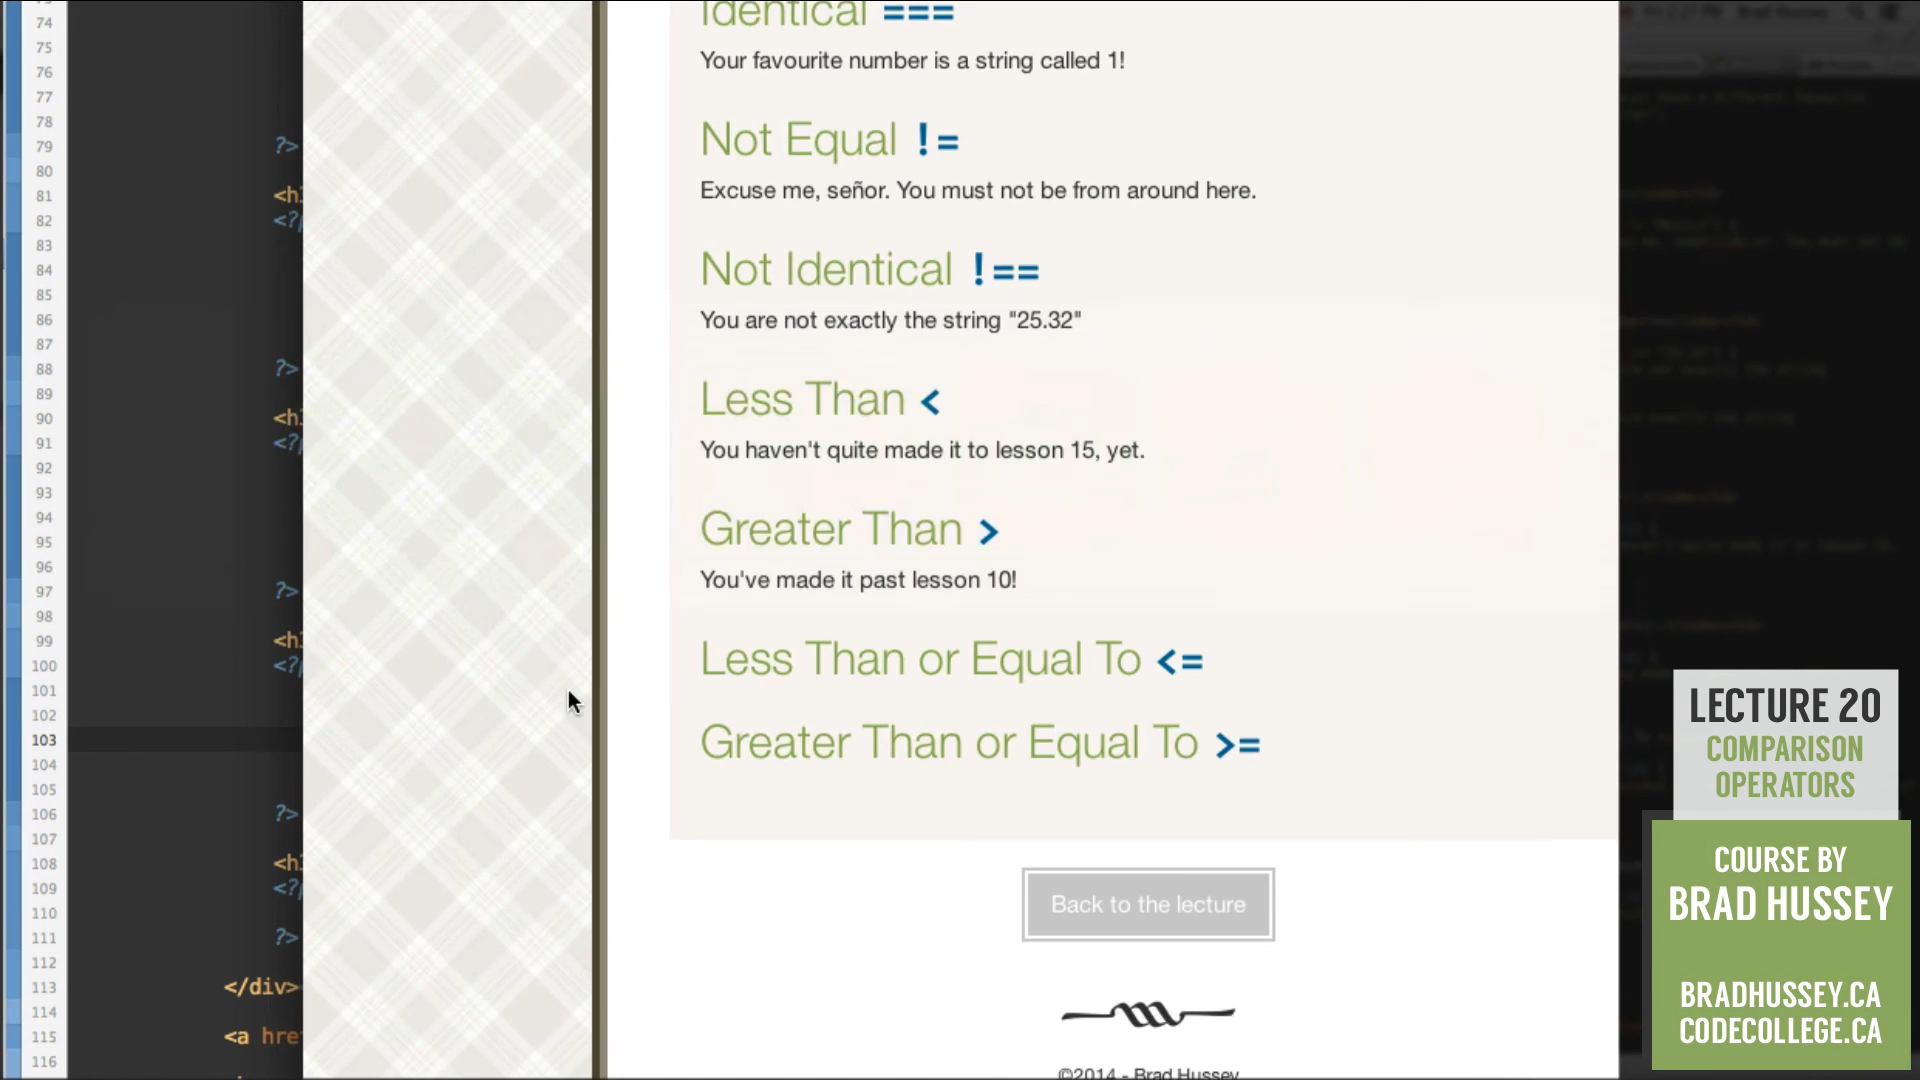 Identical ===
Your favourite number is a string called 1!
Not Equal !=
Excuse me, señor. You must not be from around here.
Not Identical !==
You are not exactly the string "25.32"
Less Than <
You haven't quite made it to lesson 15, yet.
Greater Than >
You've made it past lesson 10!
Less Than or Equal To <=
Greater Than or Equal To >=
Back to the lecture
©2014 - Brad Hussey
74
75
76
77
78
79 ?>
80
81 <h
82 <?
83
84
85
86
87
88 ?>
89
90 <h
91 <?
92
93
94
95
96
97 ?>
98
99 <h
100 <?
101
102
103
104
105
106 ?>
107
108 <h
109 <?
110
111 ?>
112
113 </div>
114
115 <a hre
116
LECTURE 20
COMPARISON
OPERATORS
COURSE BY
BRAD HUSSEY
BRADHUSSEY.CA
CODECOLLEGE.CA